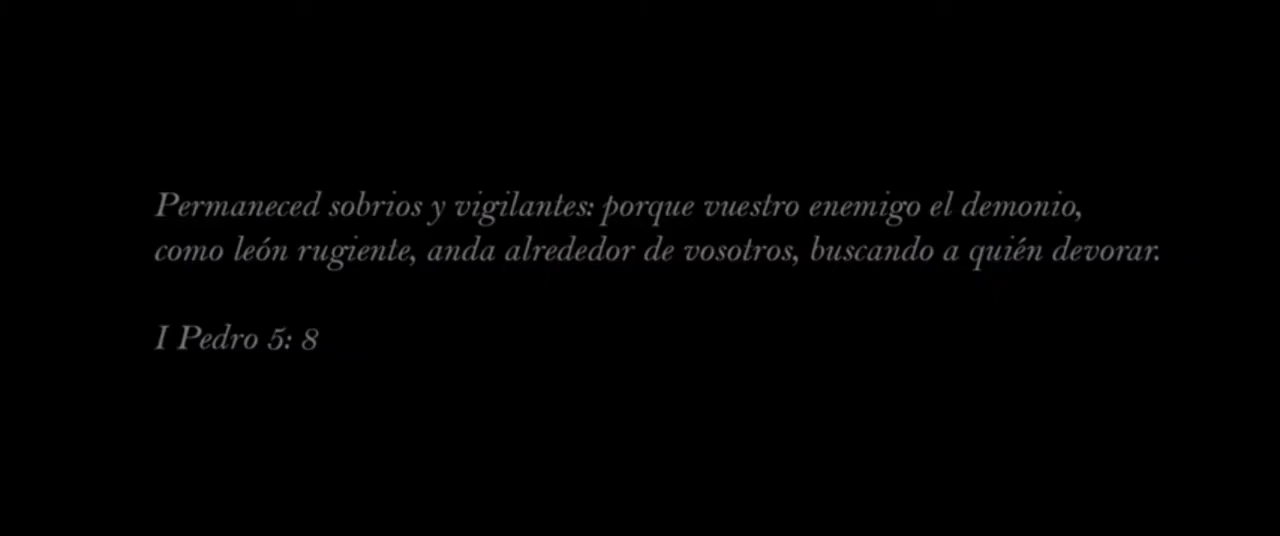 Permaneced sobrios y vigilantes: porque vuestro enemigo el demonio,
como león rugiente, anda alrededor de vosotros, buscando a quién devorar.
I Pedro 5: 8